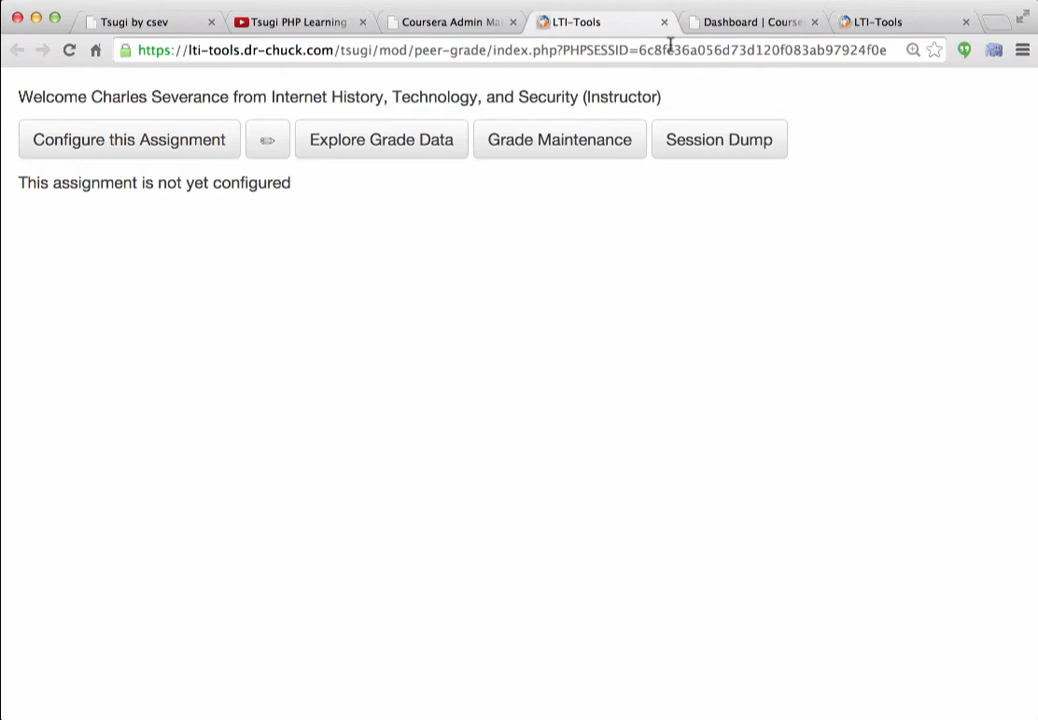 Tsugi by csev
Tsugi PHP Learning
Coursera Admin Ma
LTI-Tools
Dashboard | Course
LTI-Tools
https://lti-tools.dr-chuck.com/tsugi/mod/peer-grade/index.php?PHPSESSID=6c8fe36a056d73d120f083ab97924f0e
Welcome Charles Severance from Internet History, Technology, and Security (Instructor)
Configure this Assignment
Explore Grade Data
Grade Maintenance
Session Dump
This assignment is not yet configured